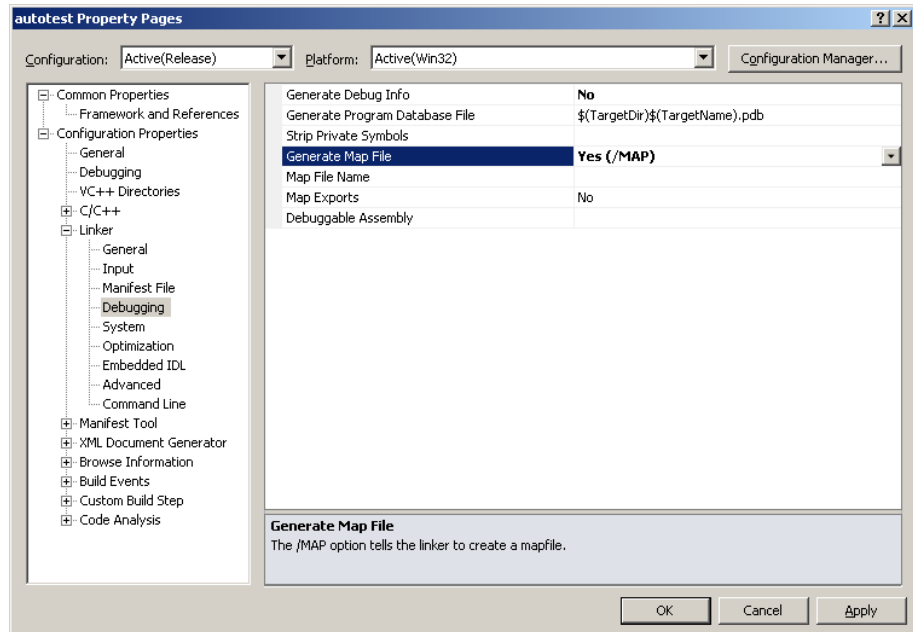 autotest Property Pages
Configuration: Active(Release) Platform: Active(Win32) Configuration Manager...
Common Properties
Framework and References
Configuration Properties
General
Debugging
VC++ Directories
C/C++
Linker
General
Input
Manifest File
Debugging
System
Optimization
Embedded IDL
Advanced
Command Line
Manifest Tool
XML Document Generator
Browse Information
Build Events
Custom Build Step
Code Analysis
Generate Debug Info No
Generate Program Database File $(TargetDir)$(TargetName).pdb
Strip Private Symbols
Generate Map File Yes (/MAP)
Map File Name
Map Exports No
Debuggable Assembly
Generate Map File
The /MAP option tells the linker to create a mapfile.
OK Cancel Apply